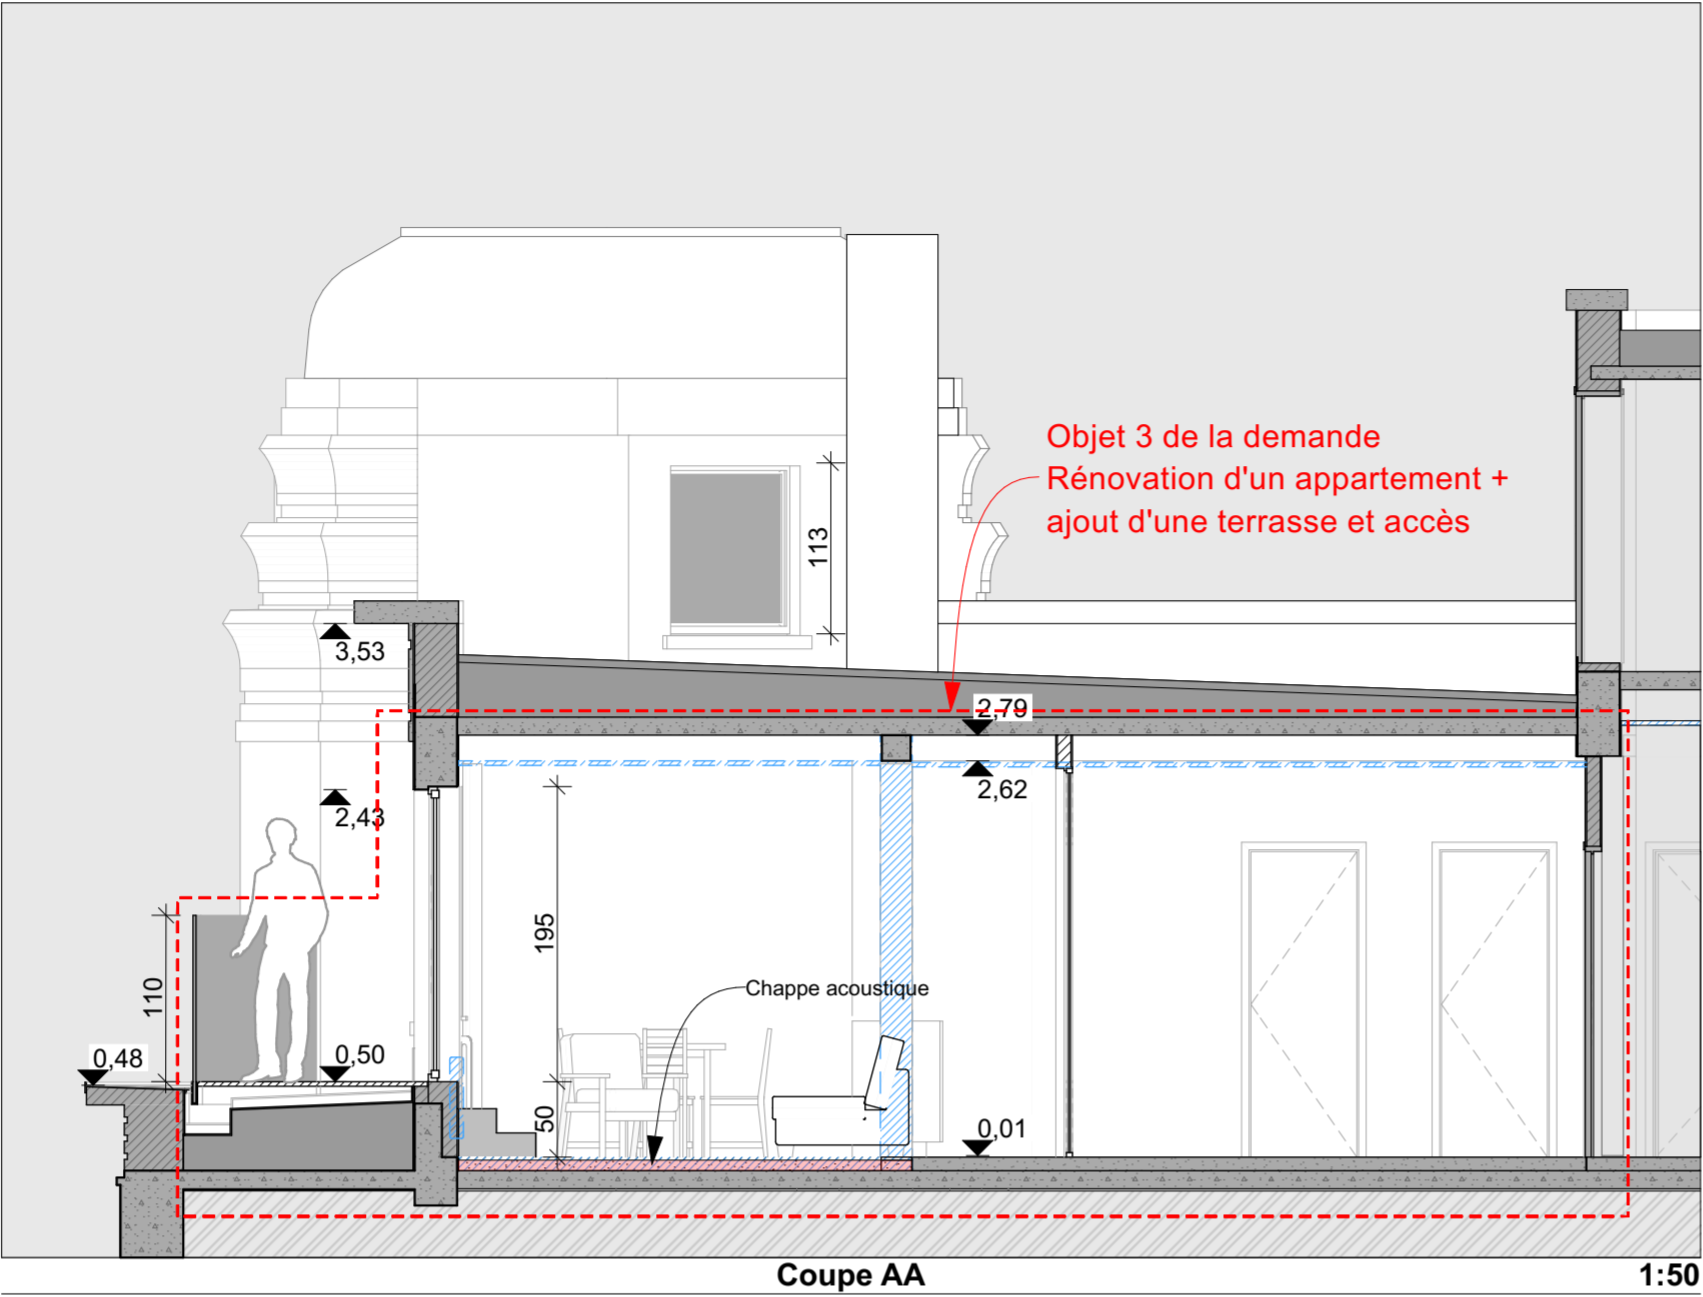 Objet 3 de la demande
Rénovation d'un appartement +
ajout d'une terrasse et accès
113
3,53
2,79
2,62
2,43
195
110
Chappe acoustique
0,48
0,50
50
0,01
Coupe AA
1:50